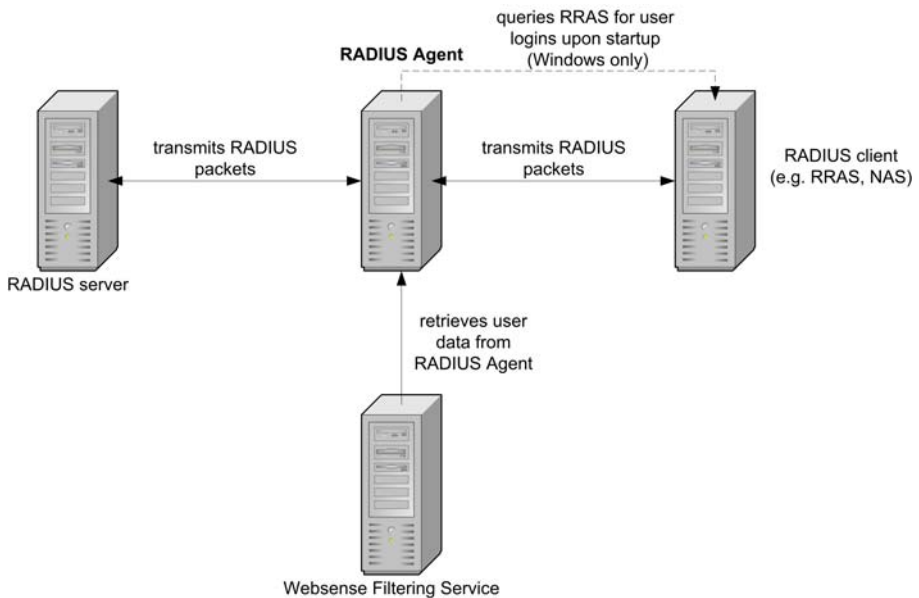 queries RRAS for user
logins upon startup
(Windows only)
RADIUS Agent
transmits RADIUS
packets
transmits RADIUS
packets
RADIUS client
(e.g. RRAS, NAS)
RADIUS server
retrieves user
data from
RADIUS Agent
Websense Filtering Service